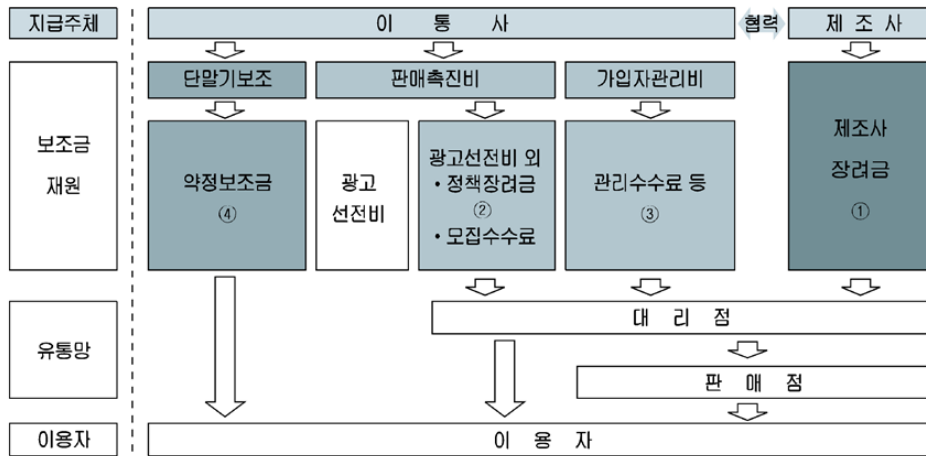 지급주체
이 통 사
협력
제 조 사
단말기보조
판매촉진비
가입자관리비
보조금
재원
약정보조금
④
광고
선전비
광고선전비 외
• 정책장려금
②
• 모집수수료
관리수수료 등
③
제조사
장려금
①
유통망
대 리 점
판 매 점
이용자
이 용 자